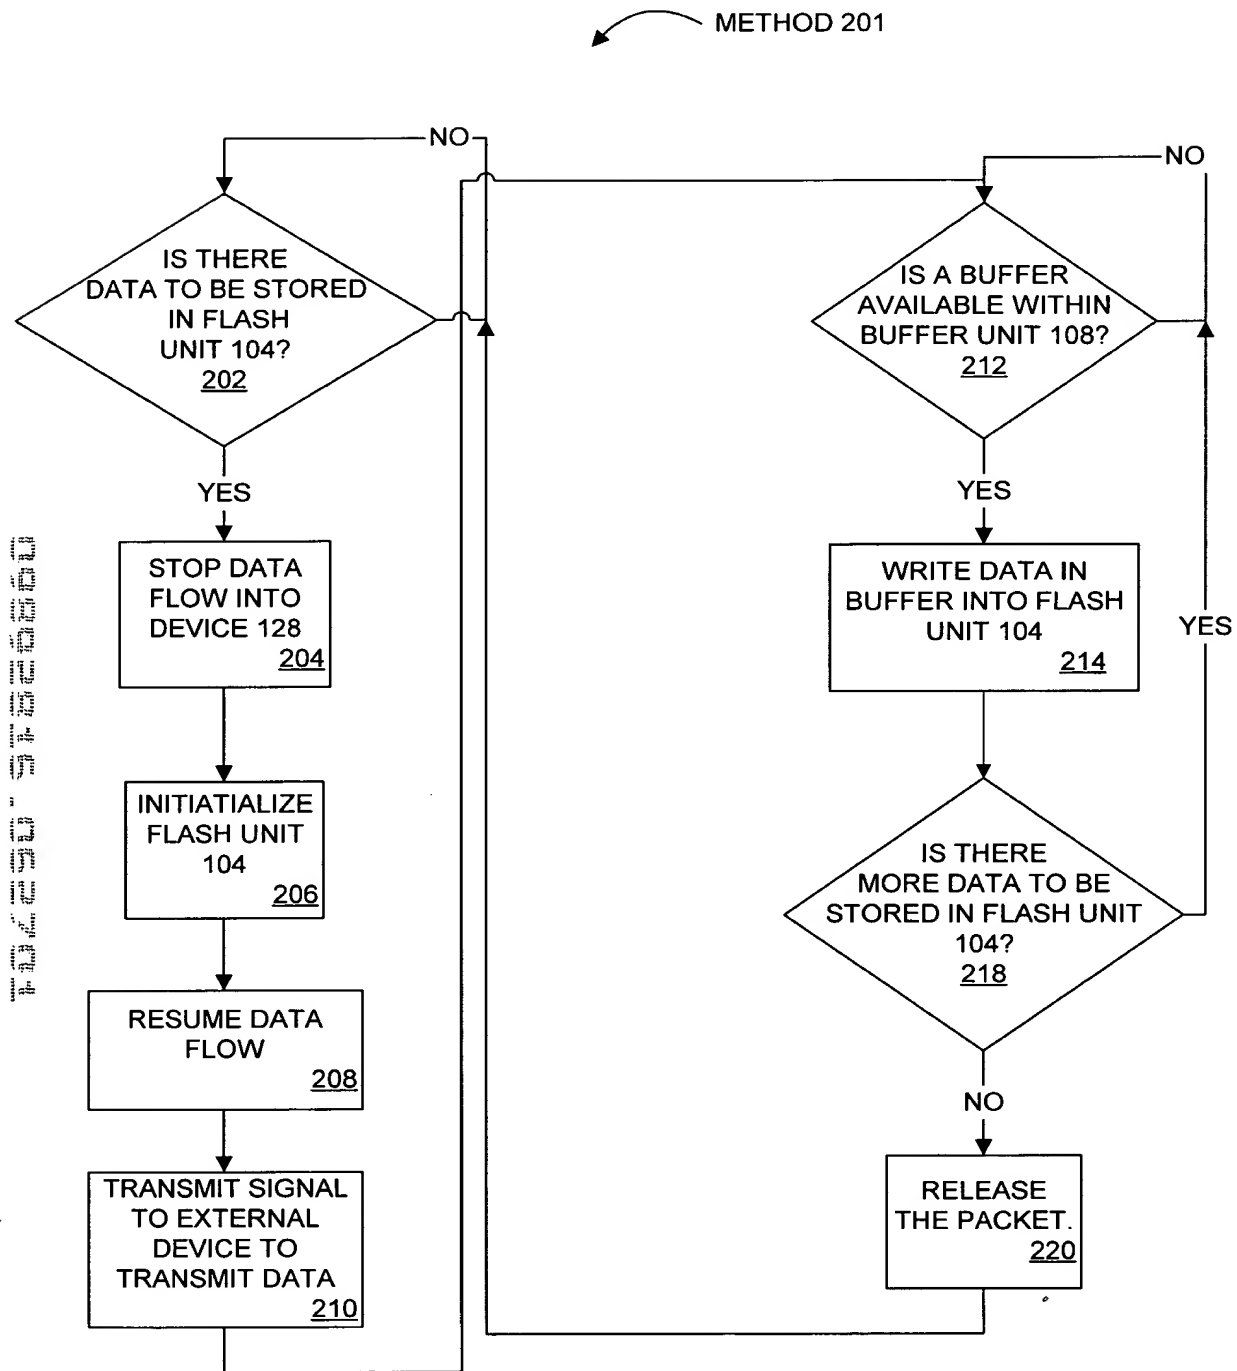 METHOD 201
NO
IS THERE
DATA TO BE STORED
IN FLASH
UNIT 104?
202
YES
STOP DATA
FLOW INTO
DEVICE 128
204
INITIATIALIZE
FLASH UNIT
104
206
RESUME DATA
FLOW
208
TRANSMIT SIGNAL
TO EXTERNAL
DEVICE TO
TRANSMIT DATA
210
NO
IS A BUFFER
AVAILABLE WITHIN
BUFFER UNIT 108?
212
YES
WRITE DATA IN
BUFFER INTO FLASH
UNIT 104
214
YES
IS THERE
MORE DATA TO BE
STORED IN FLASH UNIT
104?
218
NO
RELEASE
THE PACKET.
220